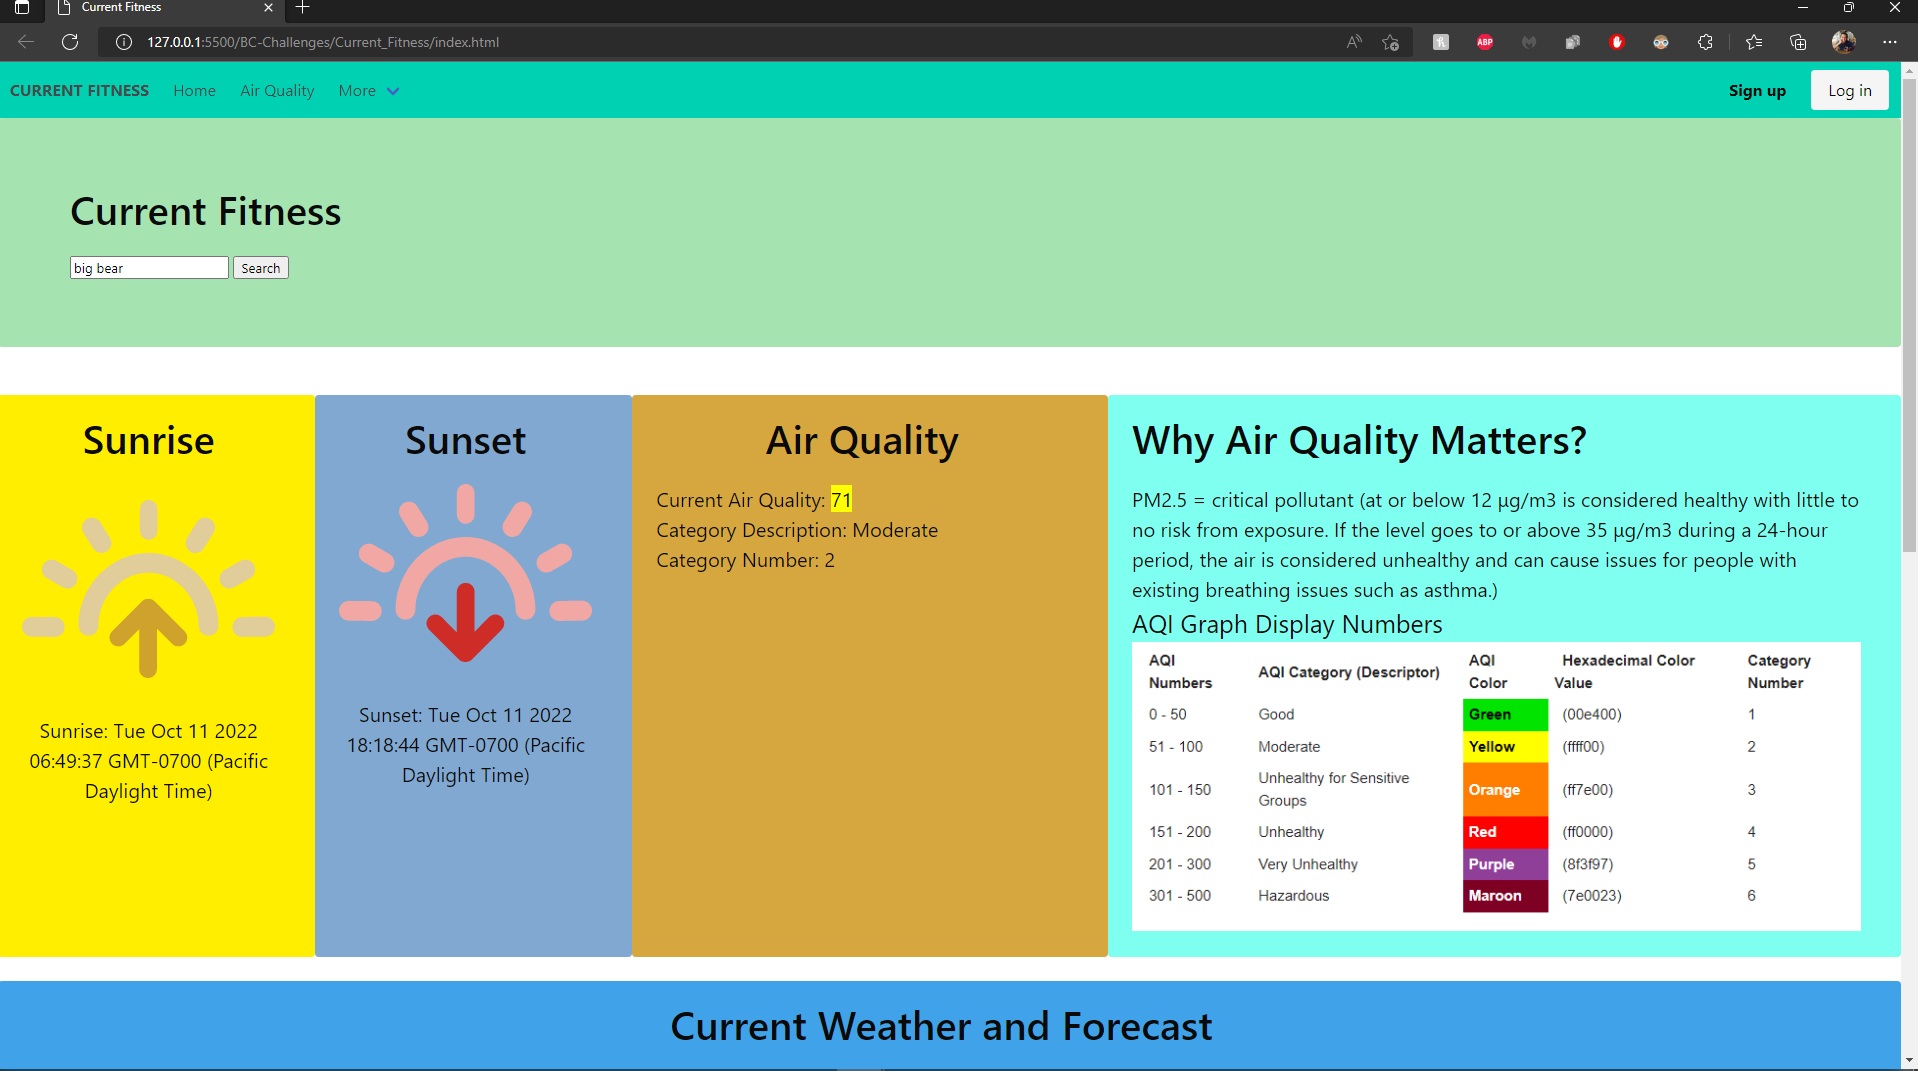 Current Fitness
127.0.0.1:5500/BC-Challenges/Current_Fitness/index.html
ABP
CURRENT FITNESS Home Air Quality More Sign up Log in
Current Fitness
big bear Search
Sunrise
Sunrise: Tue Oct 11 2022
06:49:37 GMT-0700 (Pacific
Daylight Time)
Sunset
Sunset: Tue Oct 11 2022
18:18:44 GMT-0700 (Pacific
Daylight Time)
Air Quality
Current Air Quality: 71
Category Description: Moderate
Category Number: 2
Why Air Quality Matters?
PM2.5 = critical pollutant (at or below 12 µg/m3 is considered healthy with little to
no risk from exposure. If the level goes to or above 35 µg/m3 during a 24-hour
period, the air is considered unhealthy and can cause issues for people with
existing breathing issues such as asthma.)
AQI Graph Display Numbers
AQI Numbers AQI Category (Descriptor) AQI Color Hexadecimal Color Value Category Number
0 - 50 Good Green (00e400) 1
51 - 100 Moderate Yellow (ffff00) 2
101 - 150 Unhealthy for Sensitive Groups Orange (ff7e00) 3
151 - 200 Unhealthy Red (ff0000) 4
201 - 300 Very Unhealthy Purple (8f3f97) 5
301 - 500 Hazardous Maroon (7e0023) 6
Current Weather and Forecast